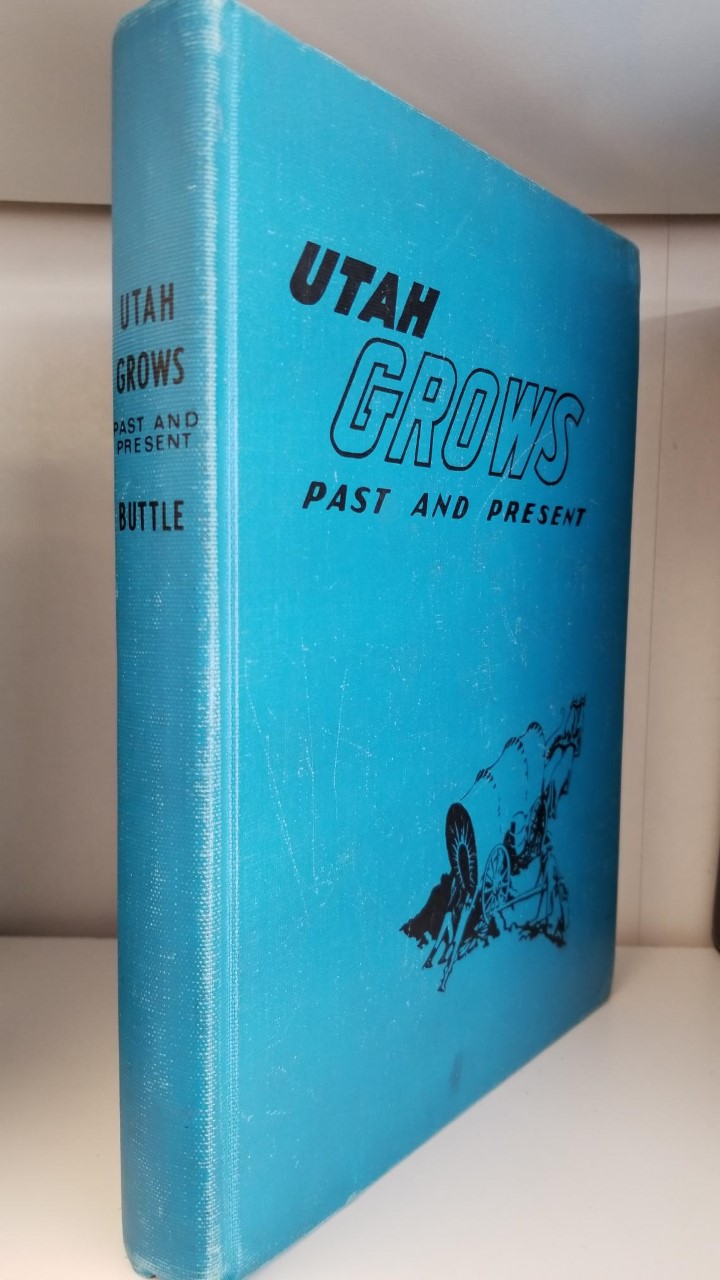 UTAH
GROWS
PAST AND
PRESENT
BUTTLE
UTAH
GROWS
PAST AND PRESENT